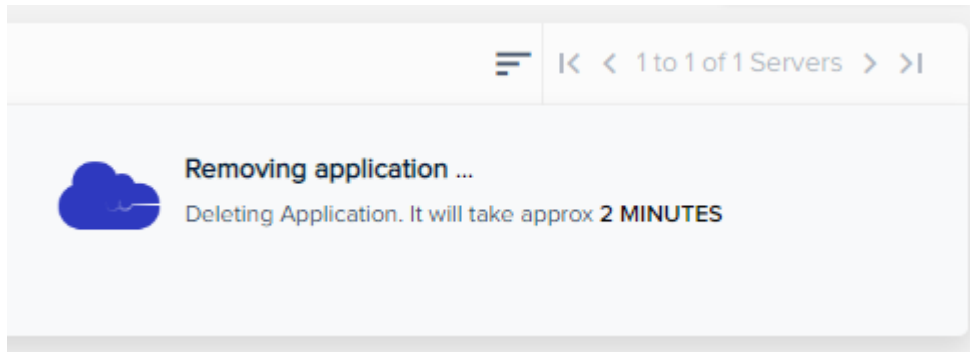 1 to 1 of 1 Servers
Removing application ...
Deleting Application. It will take approx 2 MINUTES